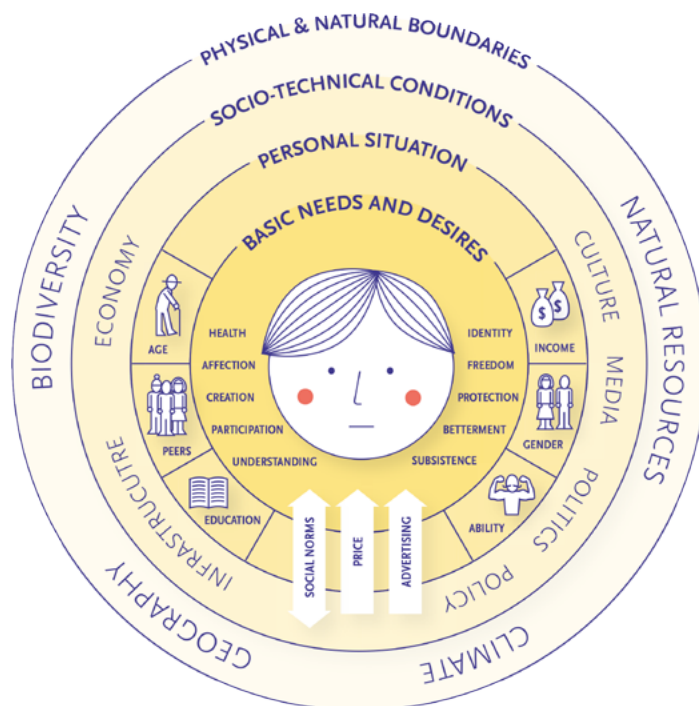 PHYSICAL & NATURAL BOUNDARIES
SOCIO-TECHNICAL CONDITIONS
PERSONAL SITUATION
BASIC NEEDS AND DESIRES
BIODIVERSITY
GEOGRAPHY
CLIMATE
NATURAL RESOURCES
ECONOMY
INFRASTRUCUTRE
POLICY
POLITICS
MEDIA
CULTURE
AGE
PEERS
EDUCATION
$ $
INCOME
GENDER
ABILITY
HEALTH
AFFECTION
CREATION
PARTICIPATION
UNDERSTANDING
IDENTITY
FREEDOM
PROTECTION
BETTERMENT
SUBSISTENCE
SOCIAL NORMS
PRICE
ADVERTISING